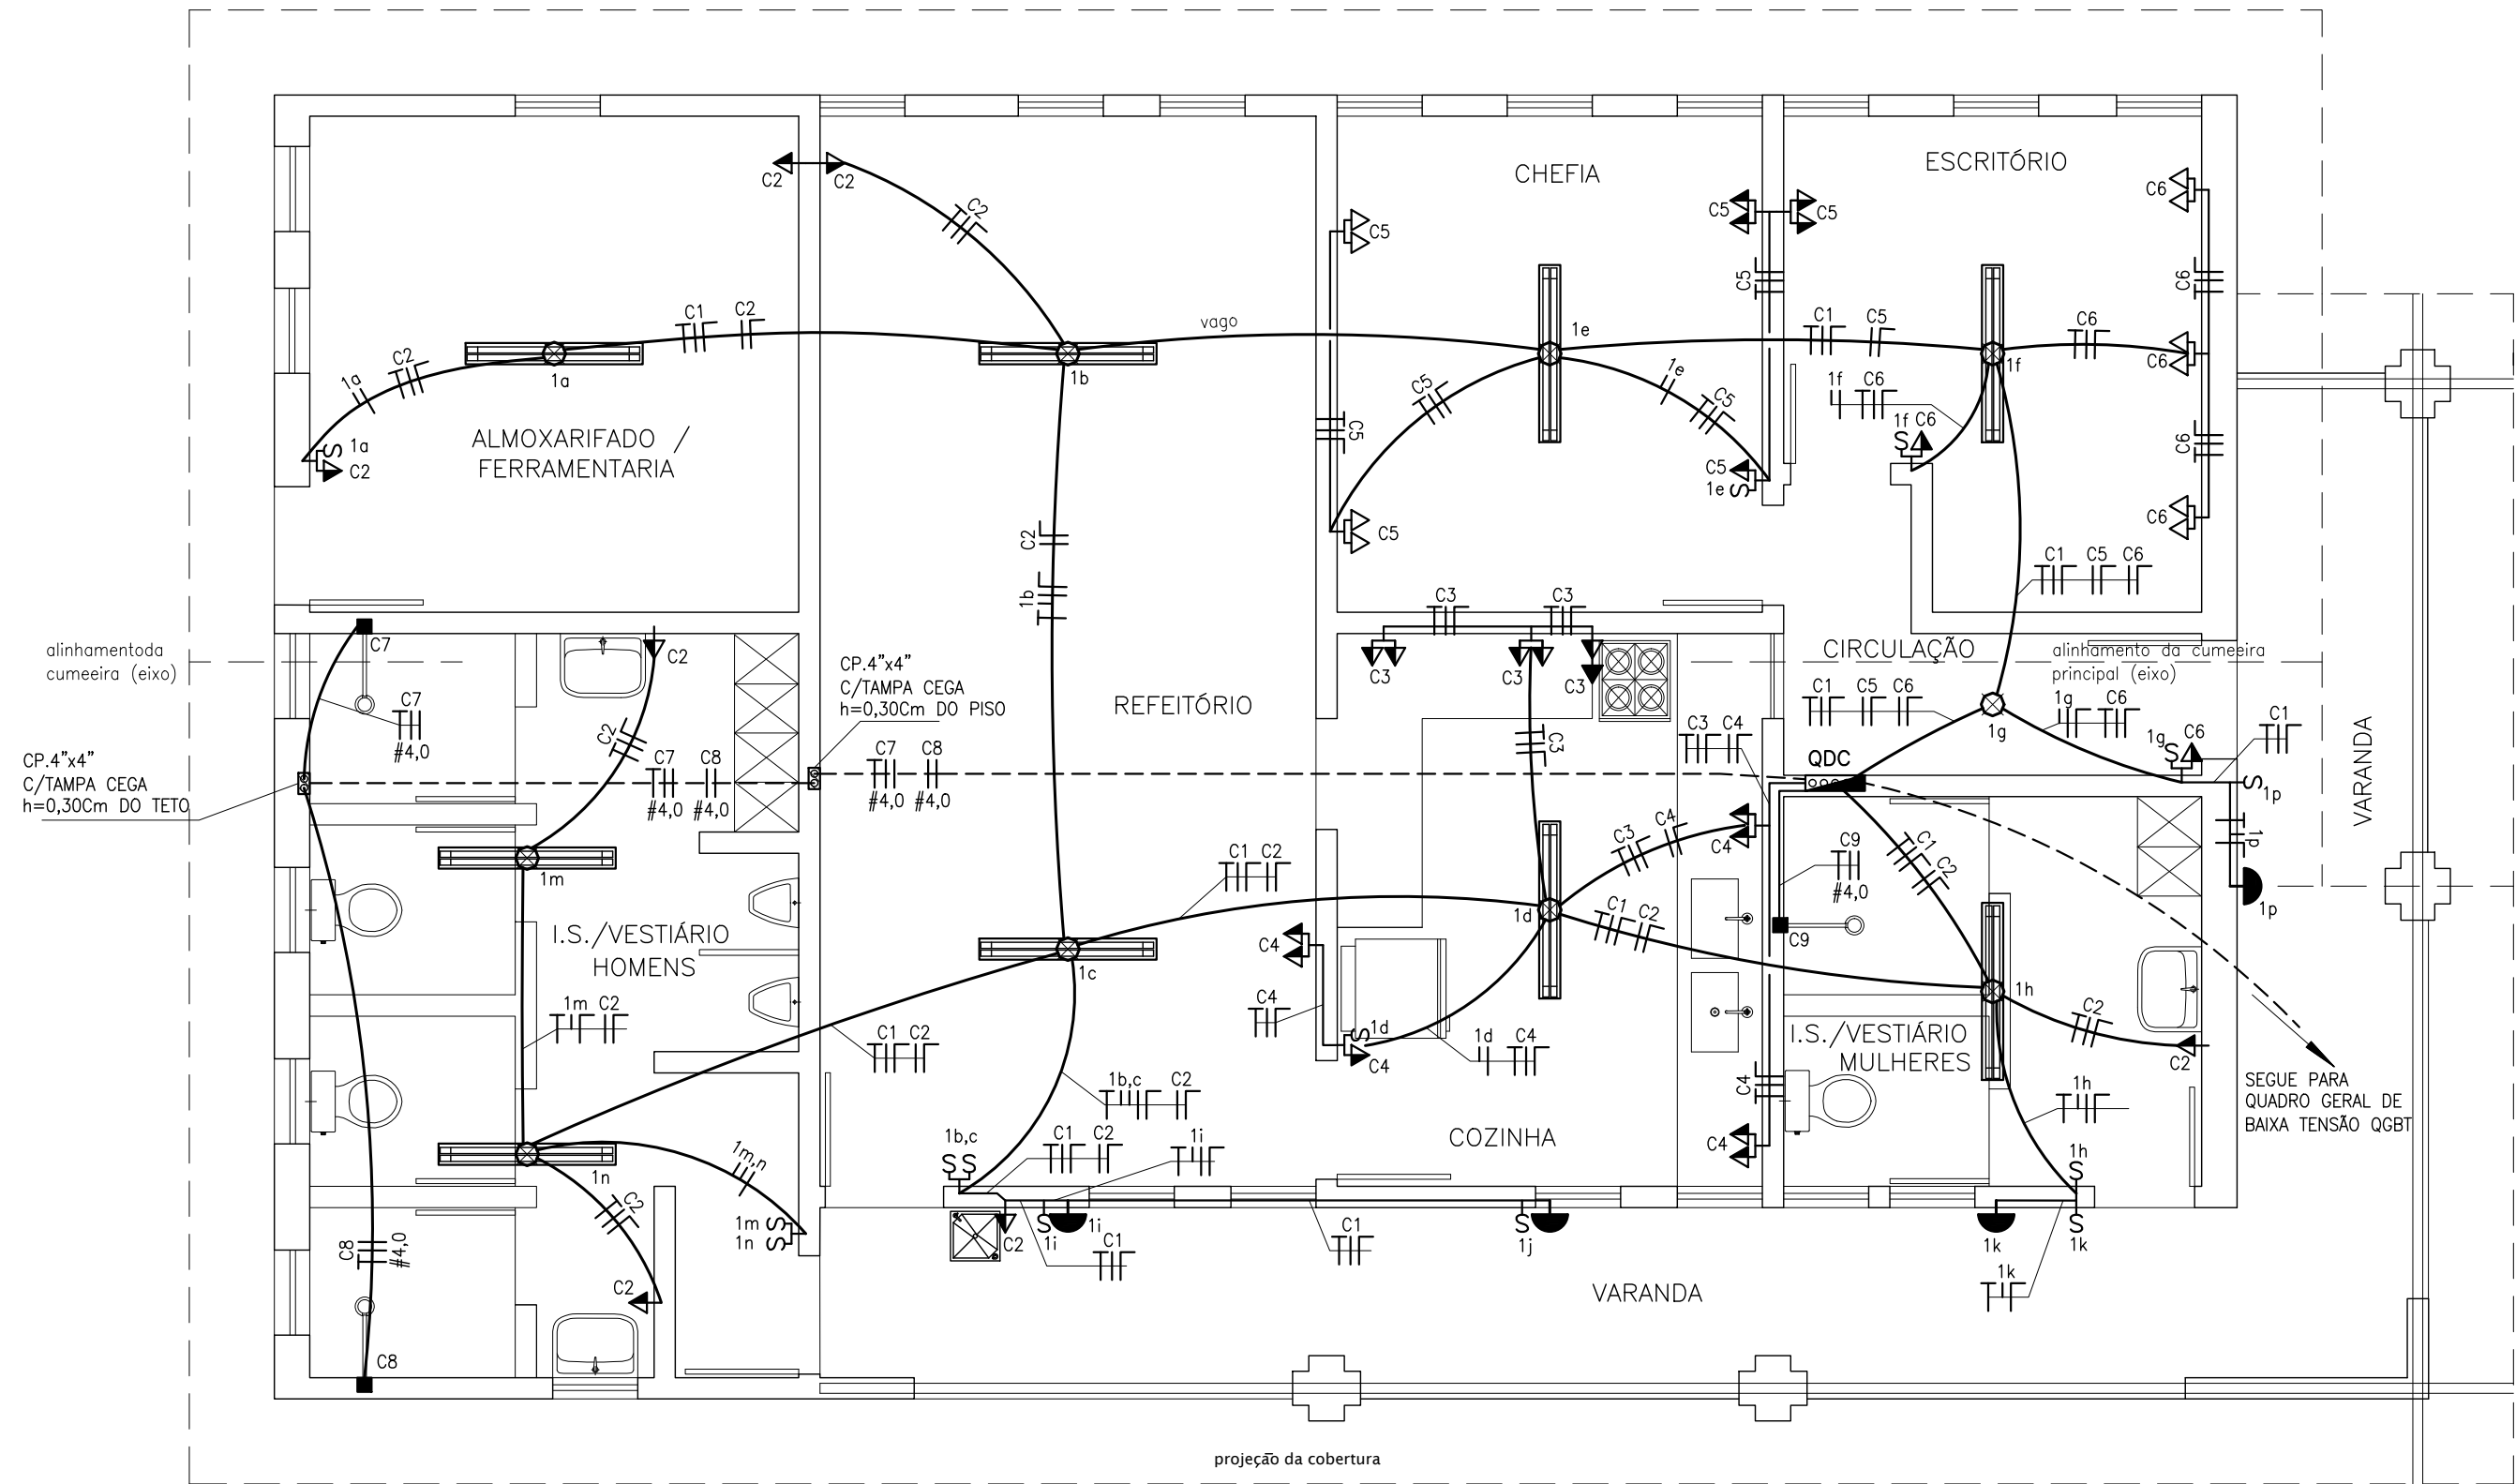 CHEFIA
ESCRITÓRIO
C2
C2
C2
C5
C5
C5
C6
C5
C6
C1
C2
vago
1e
C1
C5
C6
C6
1a
C2
1a
1b
C5
1e
C5
1f
1f
C6
1f
C6
1a
C2
ALMOXARIFADO /
FERRAMENTARIA
C5
C5
1e
C5
C6
C6
C2
1b
C1
C5
C6
C3
C3
alinhamentoda
cumeeira (eixo)
C7
C2
CP.4"x4"
C/TAMPA CEGA
h=0,30Cm DO PISO
REFEITÓRIO
C3
C3
C3
CIRCULAÇÃO
alinhamento da cumeeira
principal (eixo)
C7
#4,0
C2
C3
C3
C4
C1
C5
C6
1g
1g
C6
1g
C6
C1
VARANDA
CP.4"x4"
C/TAMPA CEGA
h=0,30Cm DO TETO
C7
C8
#4,0
#4,0
C7
C8
#4,0
#4,0
QDC
1p
1p
1p
1m
C1
C2
C3
C4
C4
C9
#4,0
C1
C2
I.S./VESTIÁRIO
HOMENS
1c
C4
1d
C1
C2
C9
1h
1m
C2
C1
C2
C4
1d
C4
1d
C4
I.S./VESTIÁRIO
MULHERES
C2
C2
1b,c
C2
C4
1h
SEGUE PARA
QUADRO GERAL DE
BAIXA TENSÃO QGBT
1n
1m,n
1b,c
C1
C2
1i
COZINHA
C4
1h
C2
1m
1n
C2
1i
1i
C1
1j
C1
1k
1k
1k
C8
#4,0
C2
VARANDA
C8
projeção da cobertura